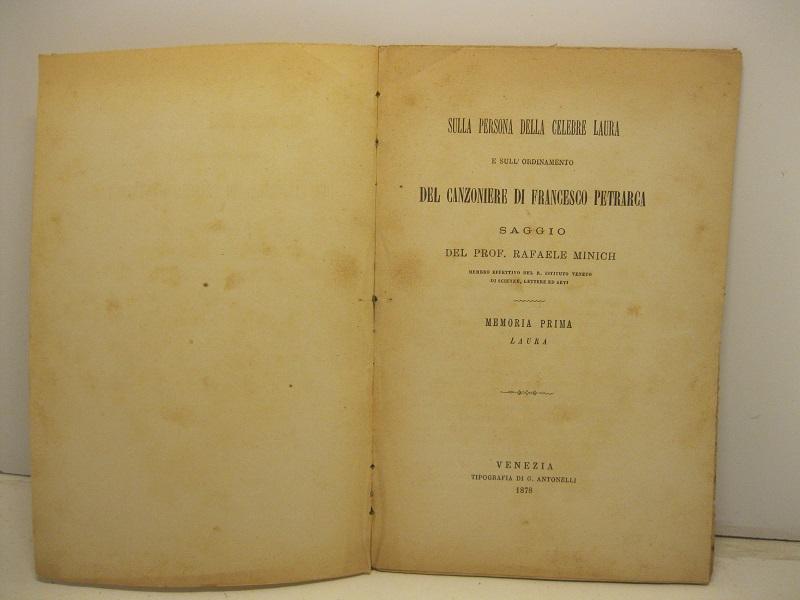 SULLA PERSONA DELLA CELEBRE LAURA
E SULL' ORDINAMENTO
DEL CANZONIERE DI FRANCESCO PETRARCA
SAGGIO
DEL PROF. RAFAELE MINICH
MEMBRO EFFETTIVO DEL R. ISTITUTO VENETO
DI SCIENZE, LETTERE ED ARTI
MEMORIA PRIMA
LAURA
VENEZIA
TIPOGRAFIA DI G. ANTONELLI
1878